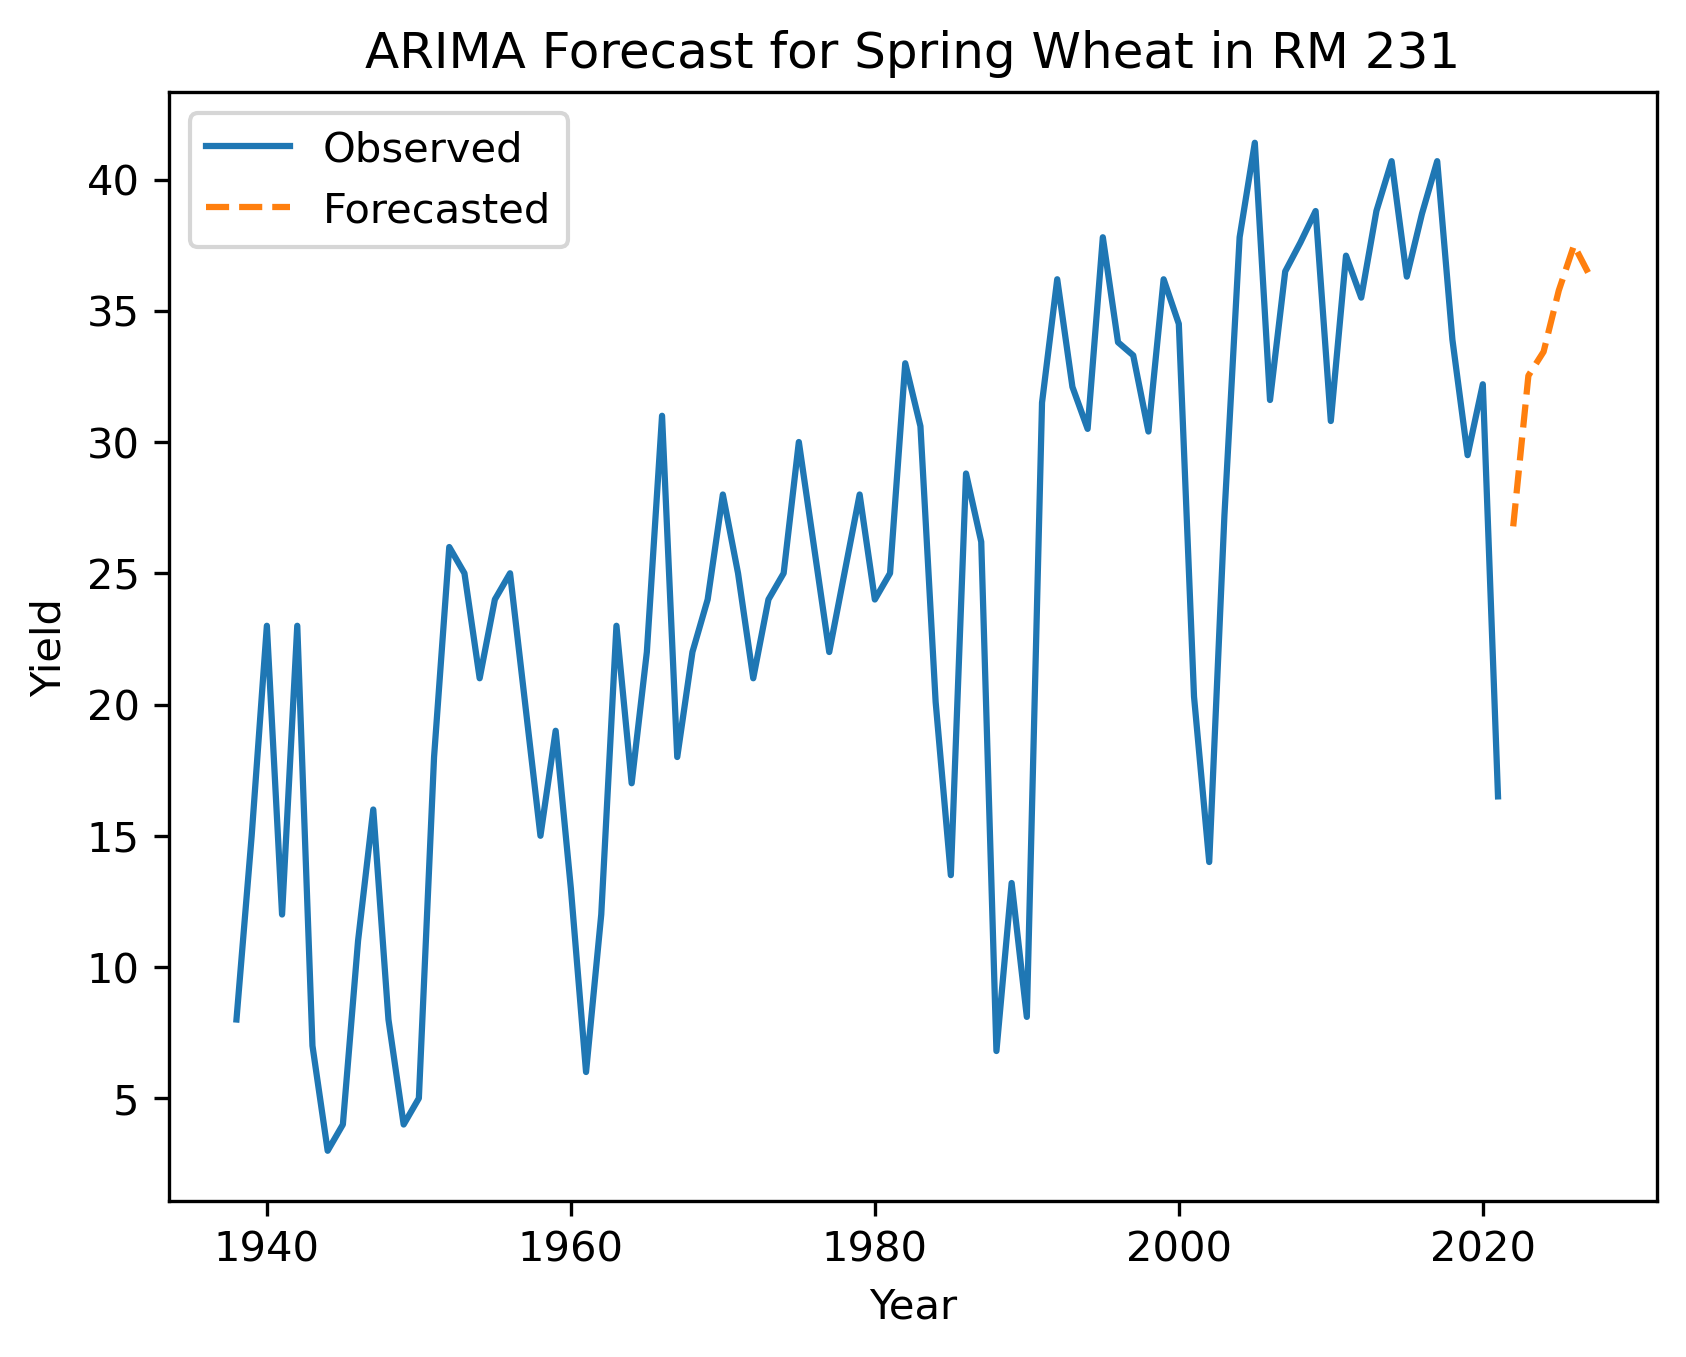 ARIMA Forecast for Spring Wheat in RM 231
Observed
Forecasted
40
35
30
25
20
15
10
5
Yield
1940 1960 1980 2000 2020
Year